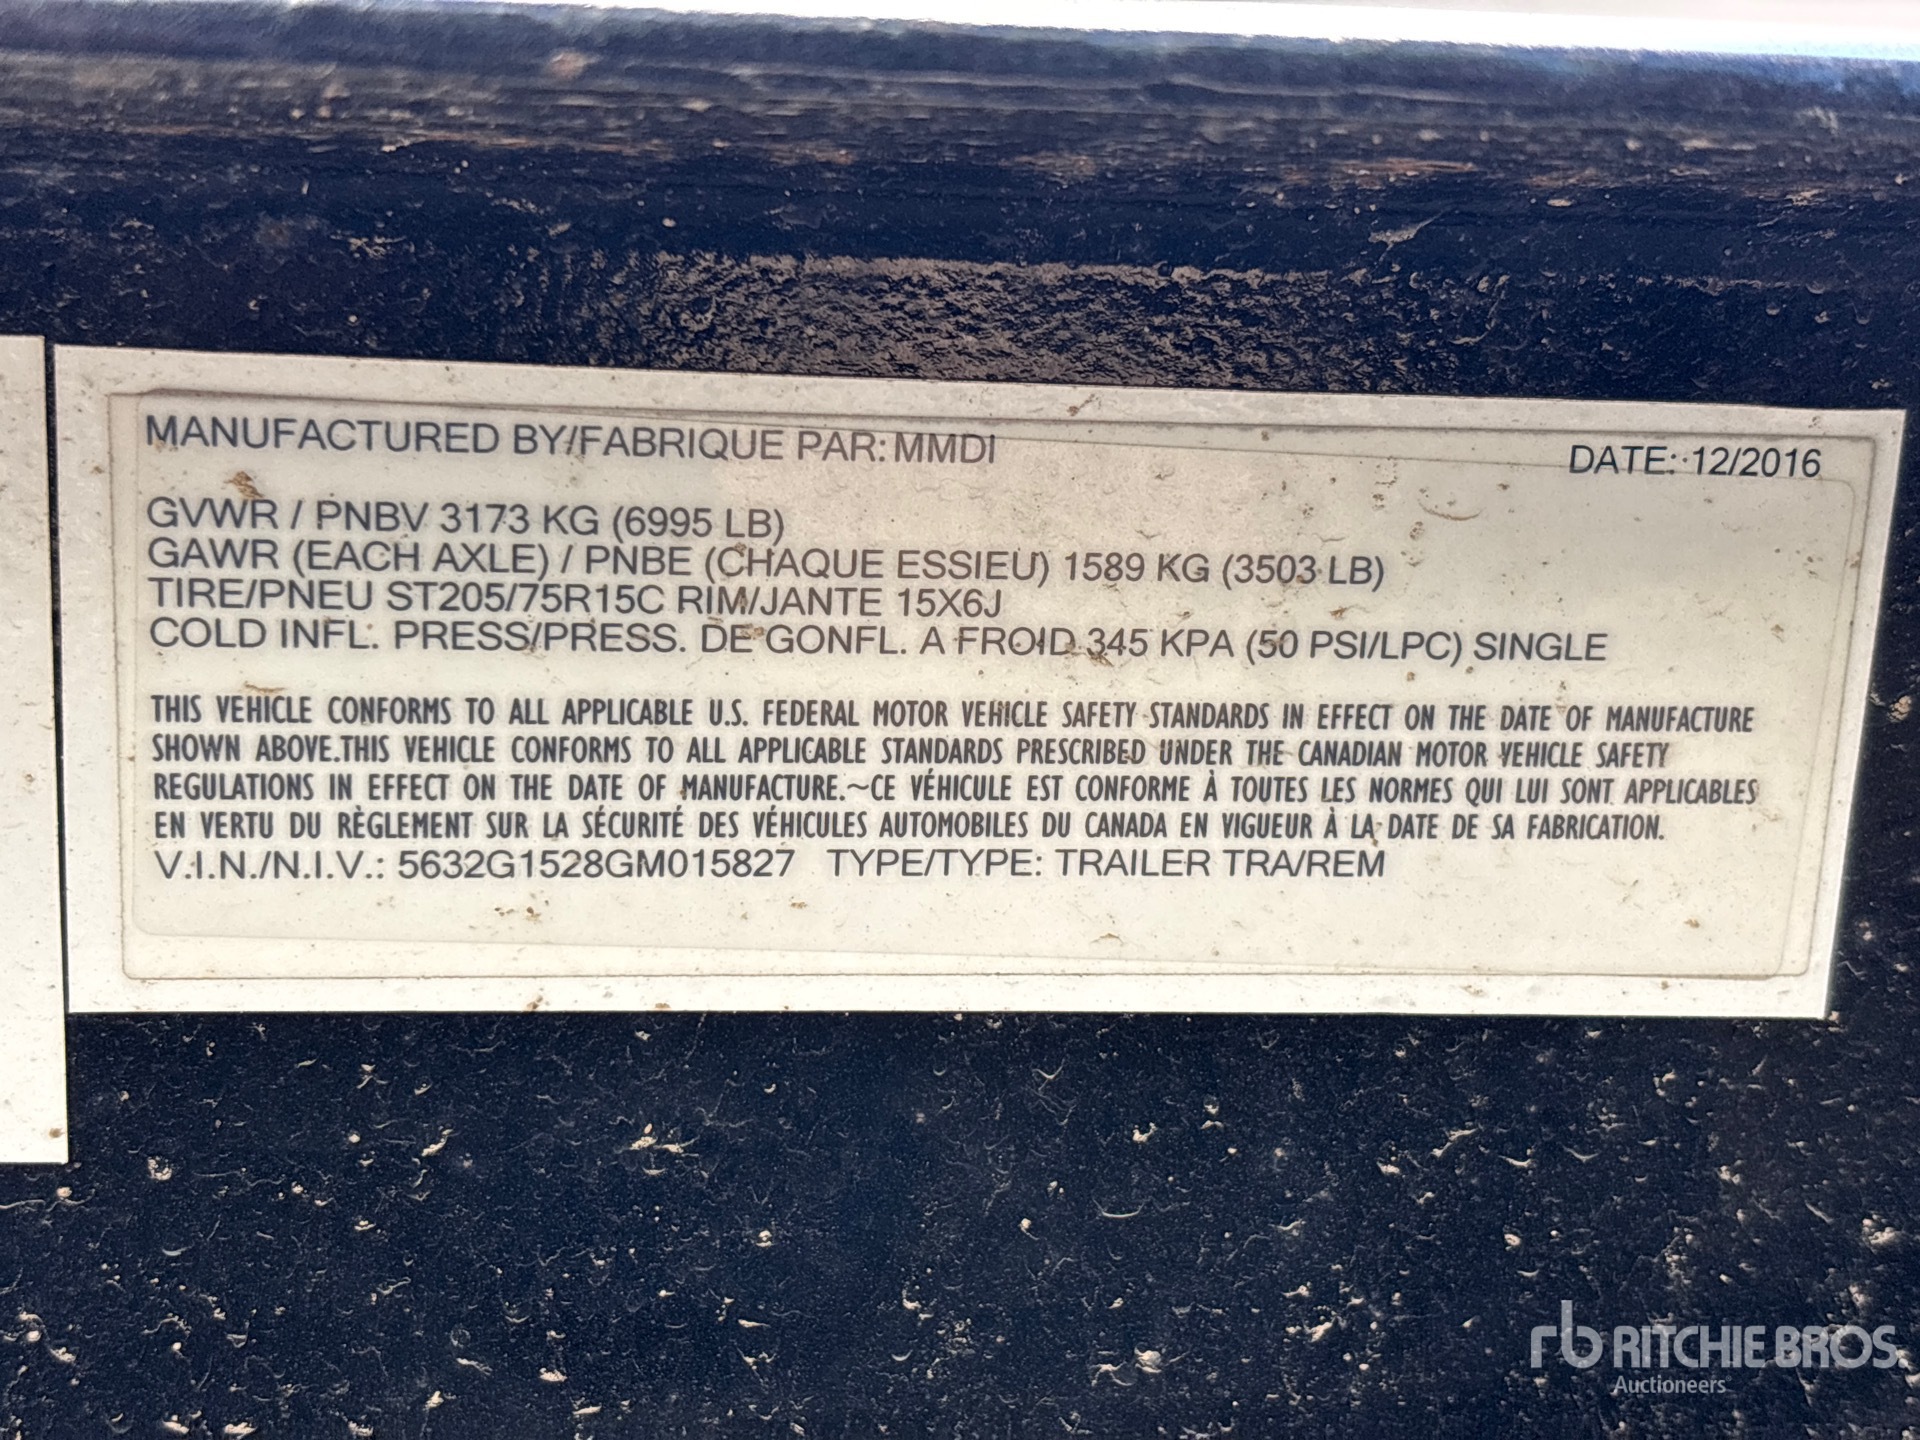 MANUFACTURED BY/FABRIQUE PAR: MMDI DATE: 12/2016
GVWR / PNBV 3173 KG (6995 LB)
GAWR (EACH AXLE) / PNBE (CHAQUE ESSIEU) 1589 KG (3503 LB)
TIRE/PNEU ST205/75R15C RIM/JANTE 15X6J
COLD INFL. PRESS/PRESS. DE GONFL. A FROID 345 KPA (50 PSI/LPC) SINGLE
THIS VEHICLE CONFORMS TO ALL APPLICABLE U.S. FEDERAL MOTOR VEHICLE SAFETY STANDARDS IN EFFECT ON THE DATE OF MANUFACTURE
SHOWN ABOVE.THIS VEHICLE CONFORMS TO ALL APPLICABLE STANDARDS PRESCRIBED UNDER THE CANADIAN MOTOR VEHICLE SAFETY
REGULATIONS IN EFFECT ON THE DATE OF MANUFACTURE.~CE VÉHICULE EST CONFORME À TOUTES LES NORMES QUI LUI SONT APPLICABLES
EN VERTU DU RÈGLEMENT SUR LA SÉCURITÉ DES VÉHICULES AUTOMOBILES DU CANADA EN VIGUEUR À LA DATE DE SA FABRICATION.
V.I.N./N.I.V.: 5632G1528GM015827 TYPE/TYPE: TRAILER TRA/REM
rb RITCHIE BROS.
Auctioneers